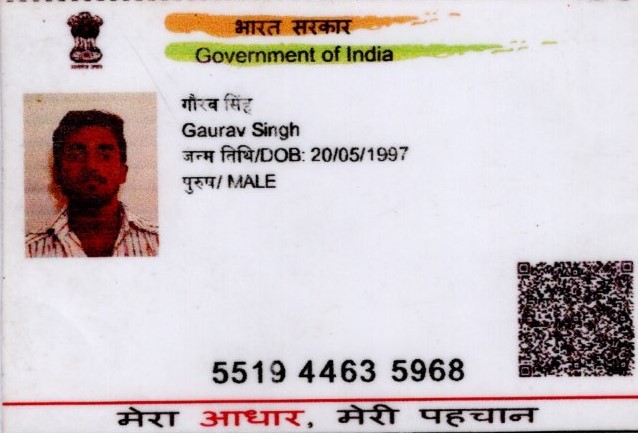 भारत सरकार
Government of India
गौरव सिंह
Gaurav Singh
जन्म तिथि/DOB: 20/05/1997
पुरुष/ MALE
5519 4463 5968
मेरा आधार, मेरी पहचान